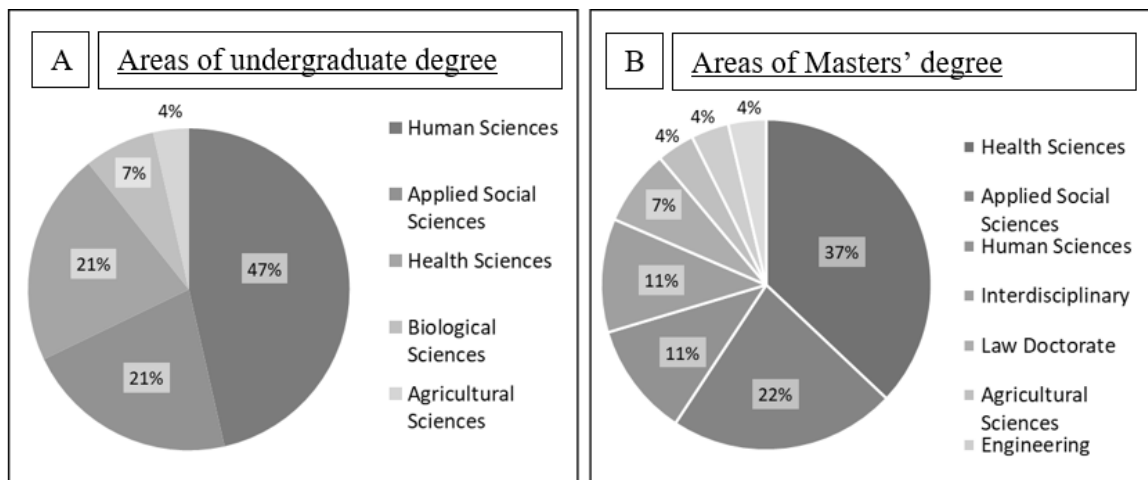 A
Areas of undergraduate degree
4%
7%
21%
47%
21%
Human Sciences
Applied Social
Sciences
Health Sciences
Biological
Sciences
Agricultural
Sciences
B
Areas of Masters’ degree
4%
4%
4%
7%
11%
11%
22%
37%
Health Sciences
Applied Social
Sciences
Human Sciences
Interdisciplinary
Law Doctorate
Agricultural
Sciences
Engineering